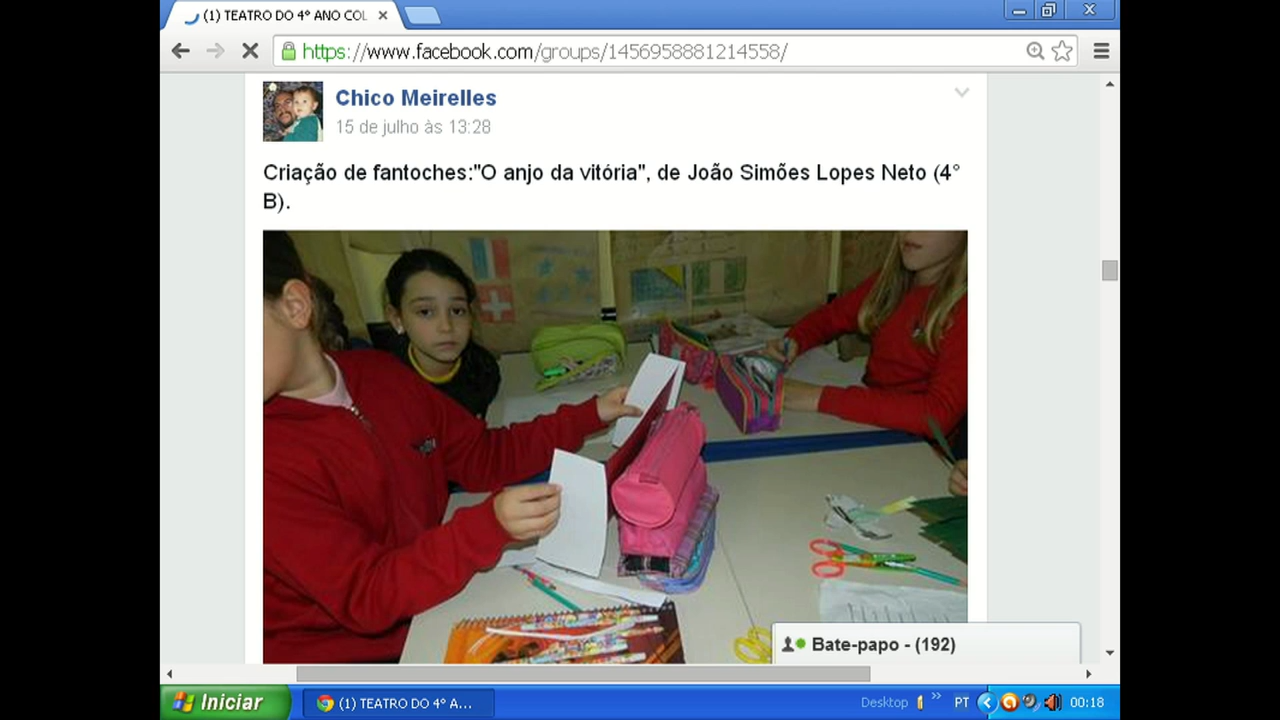 (1) TEATRO DO 4º ANO COL
https://www.facebook.com/groups/1456958881214558/
Chico Meirelles
15 de julho às 13:28
Criação de fantoches:"O anjo da vitória", de João Simões Lopes Neto (4°
B).
Bate-papo - (192)
Iniciar
(1) TEATRO DO 4º A...
Desktop
»
PT
00:18